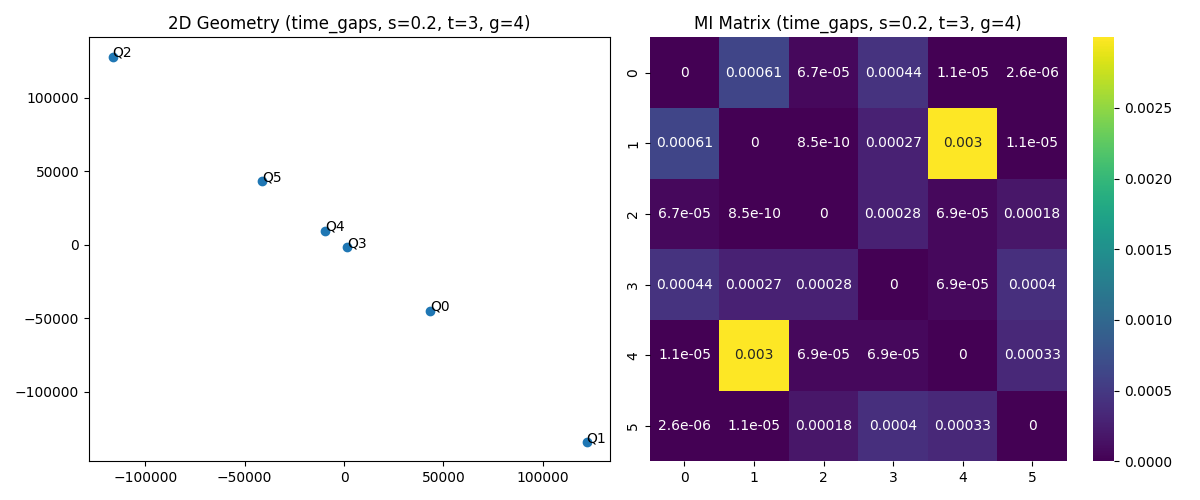 2D Geometry (time_gaps, s=0.2, t=3, g=4)
Q2
Q5
Q4
Q3
Q0
Q1
100000
50000
0
−50000
−100000
−100000 −50000 0 50000 100000
MI Matrix (time_gaps, s=0.2, t=3, g=4)
0 0 0.00061 6.7e-05 0.00044 1.1e-05 2.6e-06
1 0.00061 0 8.5e-10 0.00027 0.003 1.1e-05
2 6.7e-05 8.5e-10 0 0.00028 6.9e-05 0.00018
3 0.00044 0.00027 0.00028 0 6.9e-05 0.0004
4 1.1e-05 0.003 6.9e-05 6.9e-05 0 0.00033
5 2.6e-06 1.1e-05 0.00018 0.0004 0.00033 0
0 1 2 3 4 5
0.0025
0.0020
0.0015
0.0010
0.0005
0.0000